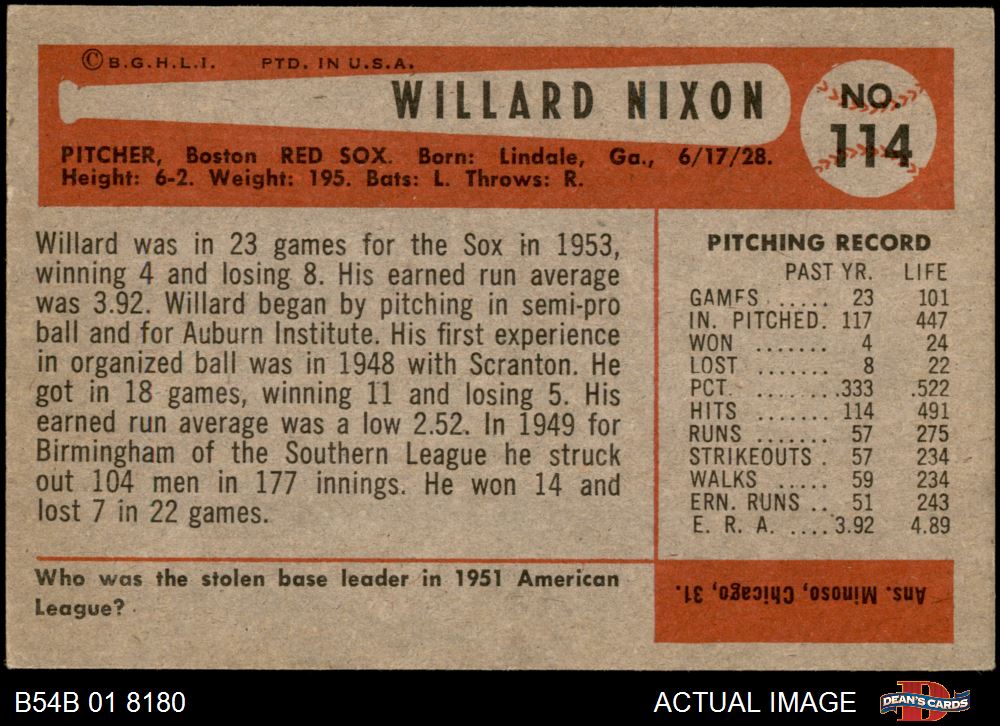 © B.G.H.L.I. PTD. IN U.S.A.
WILLARD NIXON
NO.
114
PITCHER, Boston RED SOX. Born: Lindale, Ga., 6/17/28.
Height: 6-2. Weight: 195. Bats: L. Throws: R.
Willard was in 23 games for the Sox in 1953,
winning 4 and losing 8. His earned run average
was 3.92. Willard began by pitching in semi-pro
ball and for Auburn Institute. His first experience
in organized ball was in 1948 with Scranton. He
got in 18 games, winning 11 and losing 5. His
earned run average was a low 2.52. In 1949 for
Birmingham of the Southern League he struck
out 104 men in 177 innings. He won 14 and
lost 7 in 22 games.
PITCHING RECORD
PAST YR. LIFE
GAMES ..... 23 101
IN. PITCHED. 117 447
WON ....... 4 24
LOST ....... 8 22
PCT. ........333 .522
HITS ....... 114 491
RUNS ....... 57 275
STRIKEOUTS . 57 234
WALKS ..... 59 234
ERN. RUNS .. 51 243
E. R. A. ....3.92 4.89
Who was the stolen base leader in 1951 American
League?
Ans. Minoso, Chicago, 31.
B54B 01 8180
ACTUAL IMAGE
DEAN'S CARDS